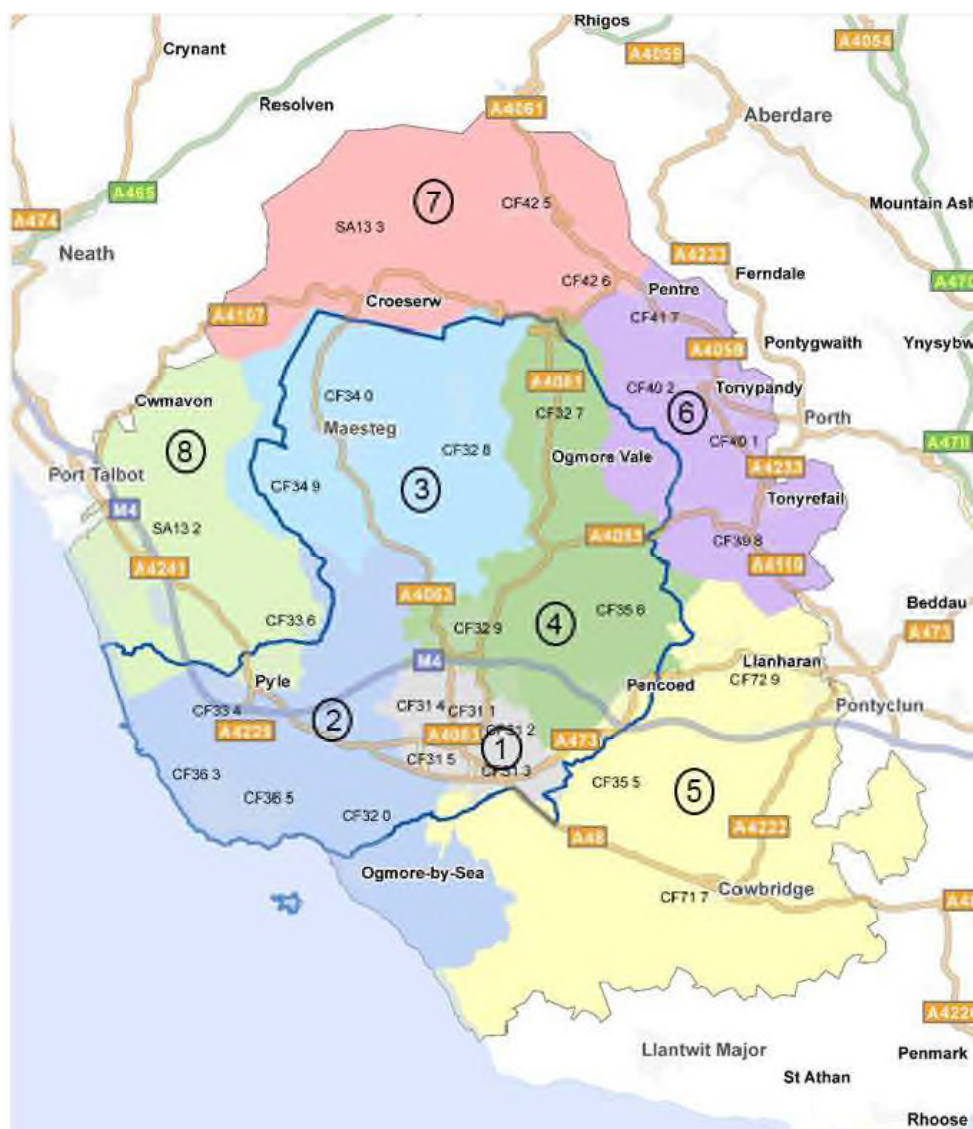 Rhigos
Crynant
A4059
A4054
Resolven
A4061
Aberdare
A465
7
CF42 5
Mountain Ash
A474
SA13 3
Neath
A4233
Ferndale
A470
CF42 6
Pentre
Croeserw
A4107
CF41 7
Pontygwaith
Ynysybw
A4058
A4061
Cwmavon
CF34 0
CF40 2
Tonypandy
CF32 7
6
Porth
Maesteg
8
CF32 8
CF40 1
A470
Ogmore Vale
Port Talbot
A4233
CF34 9
3
Tonyrefail
M4
SA13 2
A4093
CF39 8
A4241
A4119
A4063
Beddau
CF35 6
CF33 6
CF32 9
4
A473
M4
Llanharan
Pyle
Pencoed
CF72 9
CF31 4
CF31 1
Pontyclun
CF33 4
2
A4229
CF31 2
A473
1
CF31 5
CF31 3
CF36 3
CF35 5
5
CF36 5
CF32 0
A4222
A48
Ogmore-by-Sea
CF71 7
Cowbridge
Llantwit Major
Penmark
St Athan
Rhoose